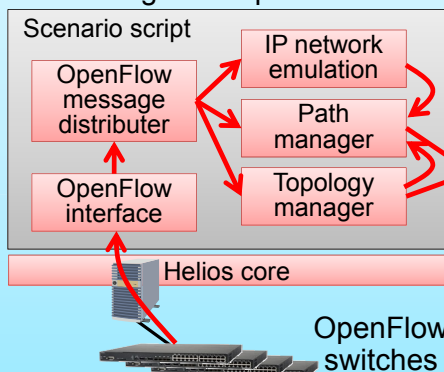 Scenario script
OpenFlow
message
distributer
IP network
emulation
Path
manager
OpenFlow
interface
Topology
manager
Helios core
OpenFlow
switches